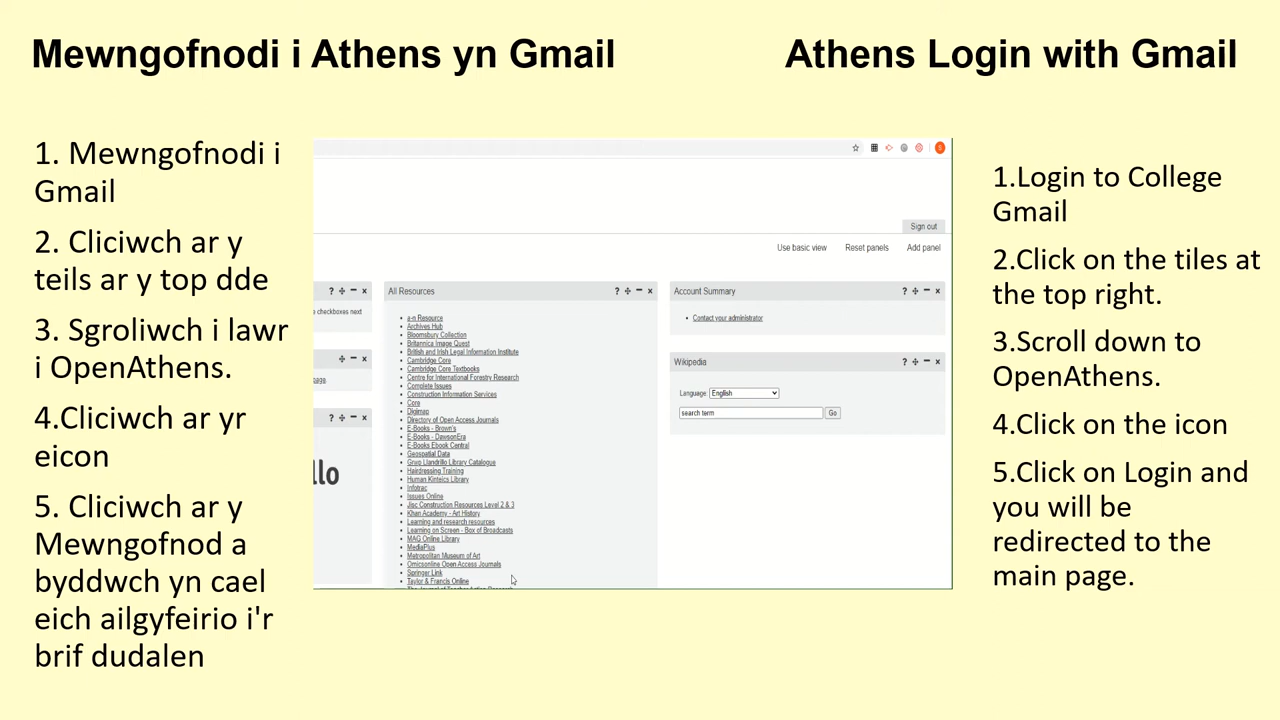 Mewngofnodi i Athens yn Gmail
Athens Login with Gmail
1. Mewngofnodi i
Gmail
2. Cliciwch ar y
teils ar y top dde
3. Sgroliwch i lawr
i OpenAthens.
4.Cliciwch ar yr
eicon
5. Cliciwch ar y
Mewngofnod a
byddwch yn cael
eich ailgyfeirio i'r
brif dudalen
Sign out
Use basic view Reset panels Add panel
checkboxes next
llo
All Resources
a-n Resource
Archives Hub
Bloomsbury Collection
Britannica Image Quest
British and Irish Legal Information Institute
Cambridge Core
Cambridge Core Textbooks
Centre for International Forestry Research
Complete Issues
Construction Information Services
Core
Digimap
Directory of Open Access Journals
E-Books - Brown's
E-Books - DawsonEra
E-Books Ebook Central
Geospatial Data
Grwp Llandrillo Library Catalogue
Hairdressing Training
Human Kinteics Library
Infotrac
Issues Online
Jisc Construction Resources Level 2 & 3
Khan Academy - Art History
Learning and research resources
Learning on Screen - Box of Broadcasts
MAG Online Library
MediaPlus
Metropolitan Museum of Art
Omicsonline Open Access Journals
Springer Link
Taylor & Francis Online
Account Summary
Contact your administrator
Wikipedia
Language: English
search term Go
1.Login to College
Gmail
2.Click on the tiles at
the top right.
3.Scroll down to
OpenAthens.
4.Click on the icon
5.Click on Login and
you will be
redirected to the
main page.